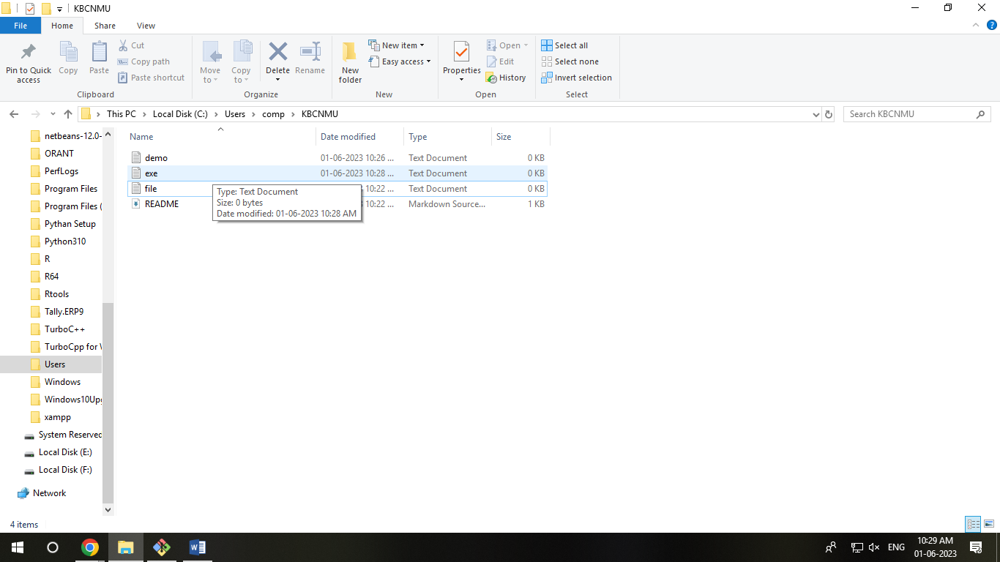 KBCNMU
File Home Share View
Pin to Quick access
Copy
Paste
Cut
Copy path
Paste shortcut
Clipboard
Move to
Copy to
Delete
Rename
Organize
New folder
New item
Easy access
New
Properties
Open
Edit
History
Open
Select all
Select none
Invert selection
Select
This PC > Local Disk (C:) > Users > comp > KBCNMU
Search KBCNMU
netbeans-12.0-
ORANT
PerfLogs
Program Files
Program Files (
Pythan Setup
Python310
R
R64
Rtools
Tally.ERP9
TurboC++
TurboCpp for W
Users
Windows
Windows10Upg
xampp
System Reserved
Local Disk (E:)
Local Disk (F:)
Network
Name Date modified Type Size
demo 01-06-2023 10:26 ... Text Document 0 KB
exe 01-06-2023 10:28 ... Text Document 0 KB
file 10:22 ... Text Document 0 KB
README 10:22 ... Markdown Source... 1 KB
Type: Text Document
Size: 0 bytes
Date modified: 01-06-2023 10:28 AM
4 items
ENG
10:29 AM
01-06-2023